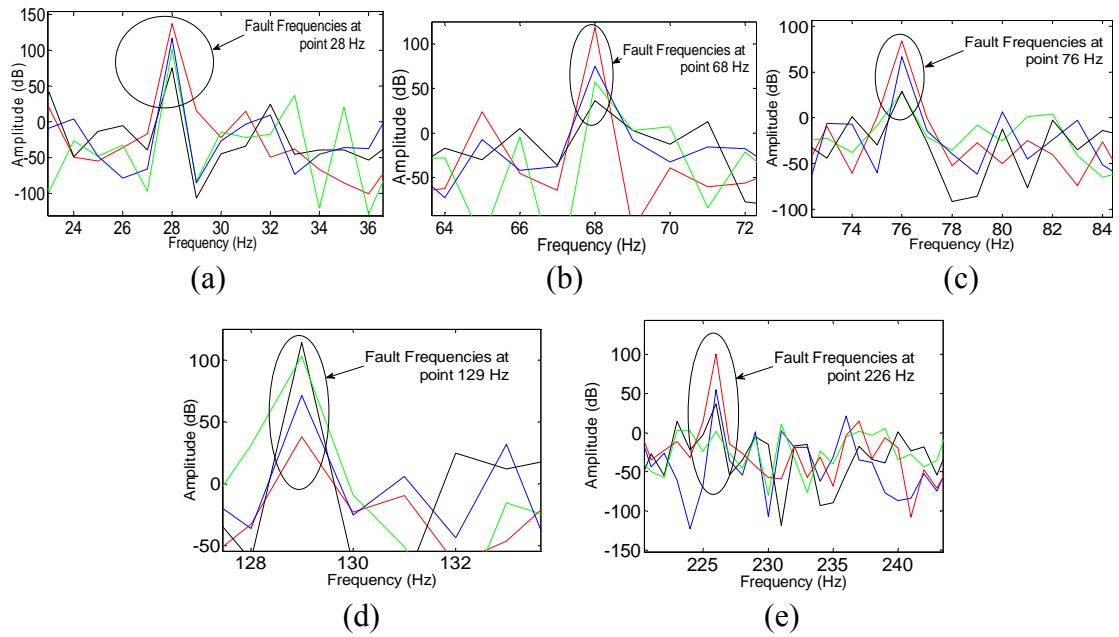 150
100
50
0
-50
-100
24 26 28 30 32 34 36
Amplitude (dB)
Frequency (Hz)
Fault Frequencies at
point 28 Hz
(a)
100
50
0
-50
64 66 68 70 72
Amplitude (dB)
Frequency (Hz)
Fault Frequencies at
point 68 Hz
(b)
100
50
0
-50
-100
74 76 78 80 82 84
Amplitude (dB)
Frequency (Hz)
Fault Frequencies at
point 76 Hz
(c)
100
50
0
-50
128 130 132
Amplitude (dB)
Frequency (Hz)
Fault Frequencies at
point 129 Hz
(d)
100
50
0
-50
-100
-150
225 230 235 240
Amplitude (dB)
Frequency (Hz)
Fault Frequencies at
point 226 Hz
(e)